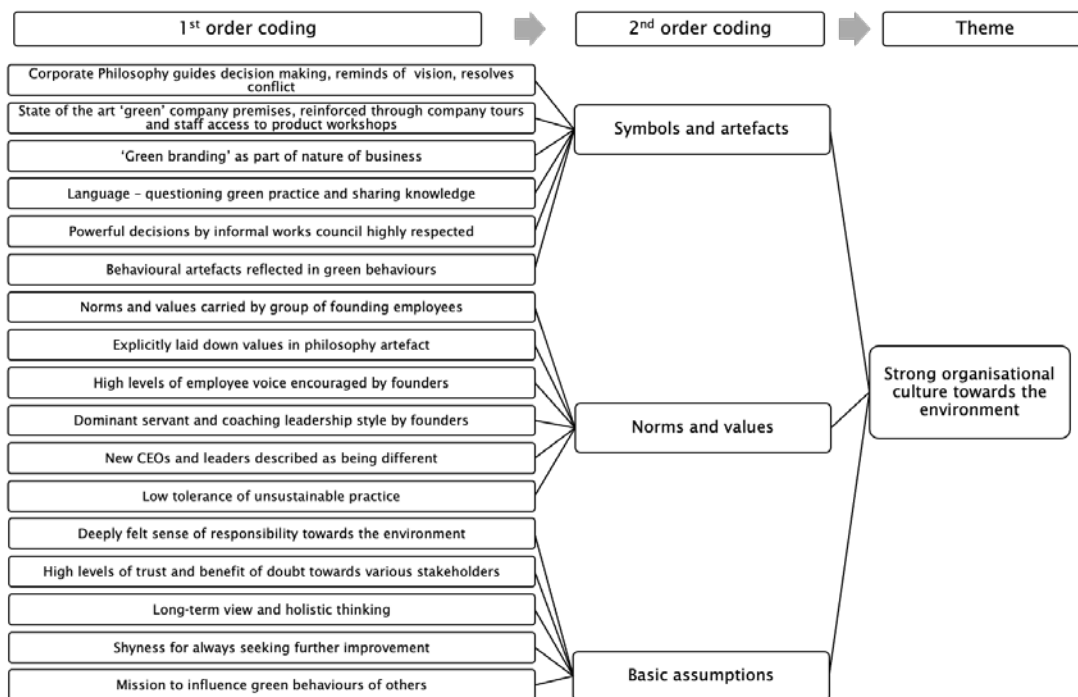 1st order coding
2nd order coding
Theme
Corporate Philosophy guides decision making, reminds of vision, resolves
conflict
State of the art ‘green’ company premises, reinforced through company tours
and staff access to product workshops
‘Green branding’ as part of nature of business
Language – questioning green practice and sharing knowledge
Powerful decisions by informal works council highly respected
Behavioural artefacts reflected in green behaviours
Norms and values carried by group of founding employees
Explicitly laid down values in philosophy artefact
High levels of employee voice encouraged by founders
Dominant servant and coaching leadership style by founders
New CEOs and leaders described as being different
Low tolerance of unsustainable practice
Deeply felt sense of responsibility towards the environment
High levels of trust and benefit of doubt towards various stakeholders
Long-term view and holistic thinking
Shyness for always seeking further improvement
Mission to influence green behaviours of others
Symbols and artefacts
Norms and values
Basic assumptions
Strong organisational
culture towards the
environment